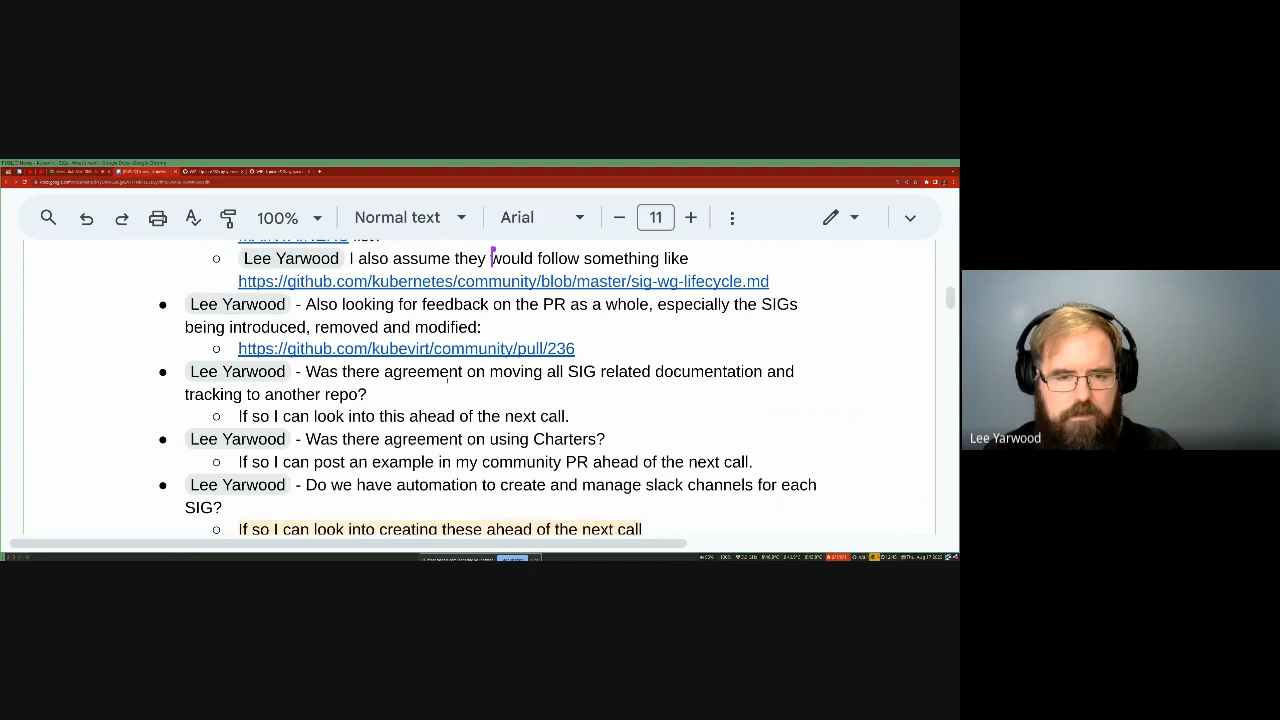 100%
Normal text
Arial
11
MAINTAINERS list?
Lee Yarwood I also assume they would follow something like
https://github.com/kubernetes/community/blob/master/sig-wg-lifecycle.md
Lee Yarwood - Also looking for feedback on the PR as a whole, especially the SIGs
being introduced, removed and modified:
https://github.com/kubevirt/community/pull/236
Lee Yarwood - Was there agreement on moving all SIG related documentation and
tracking to another repo?
If so I can look into this ahead of the next call.
Lee Yarwood - Was there agreement on using Charters?
If so I can post an example in my community PR ahead of the next call.
Lee Yarwood - Do we have automation to create and manage slack channels for each
SIG?
If so I can look into creating these ahead of the next call
Lee Yarwood